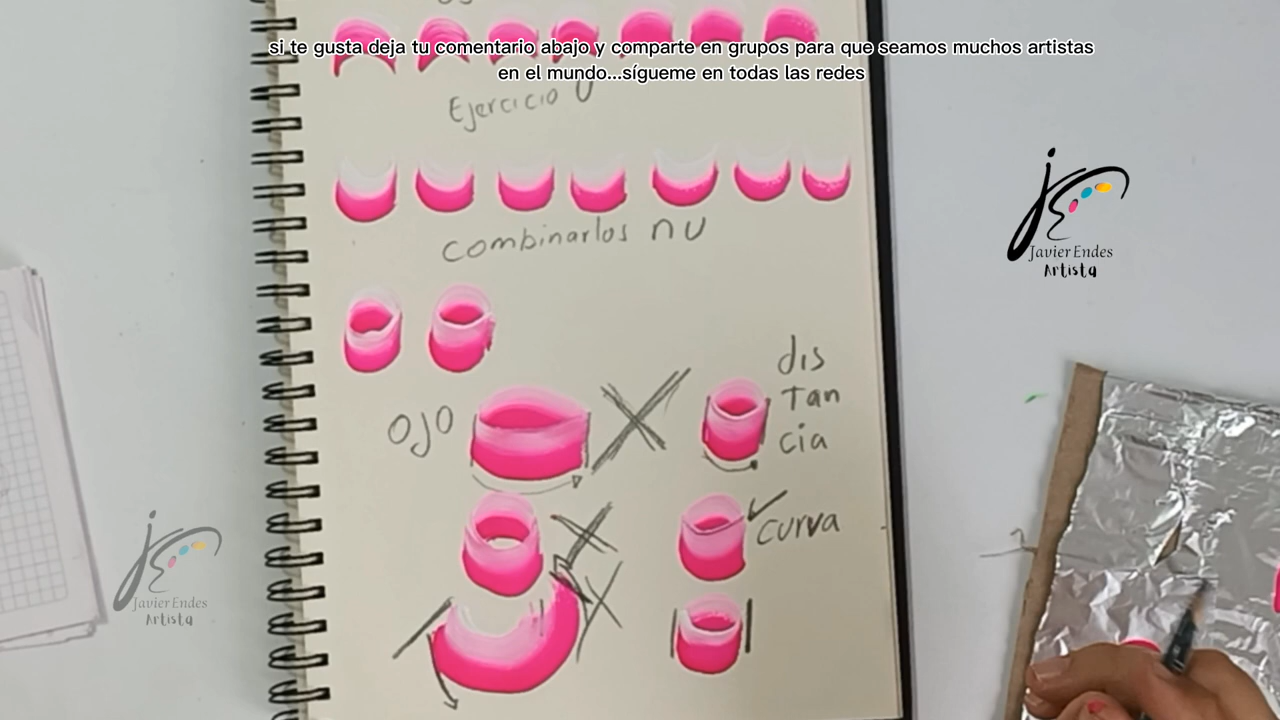 si te gusta deja tu comentario abajo y comparte en grupos para que seamos muchos artistas
en el mundo...sígueme en todas las redes
Ejercicio U
combinarlos n U
OJO
dis
Tan
cia
curva
Javier Endes
Artista
Javier Endes
Artista